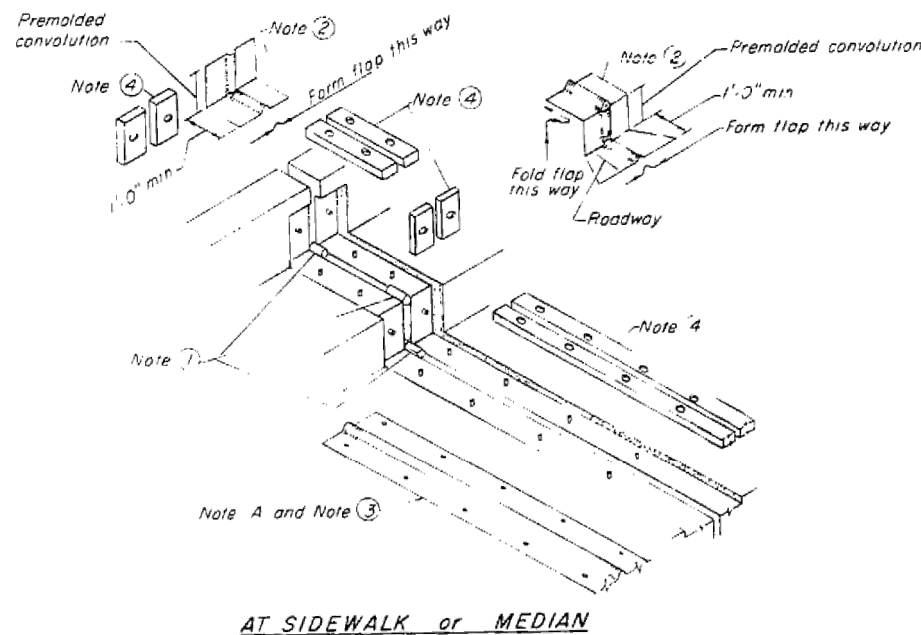 Premolded
convolution
Note 2
Form flap this way
Note 4
1'-0" min
Note 4
Note 2
Premolded convolution
1'-0" min
Form flap this way
Fold flap
this way
Roadway
Note 4
Note 1
Note A and Note 3
AT SIDEWALK or MEDIAN